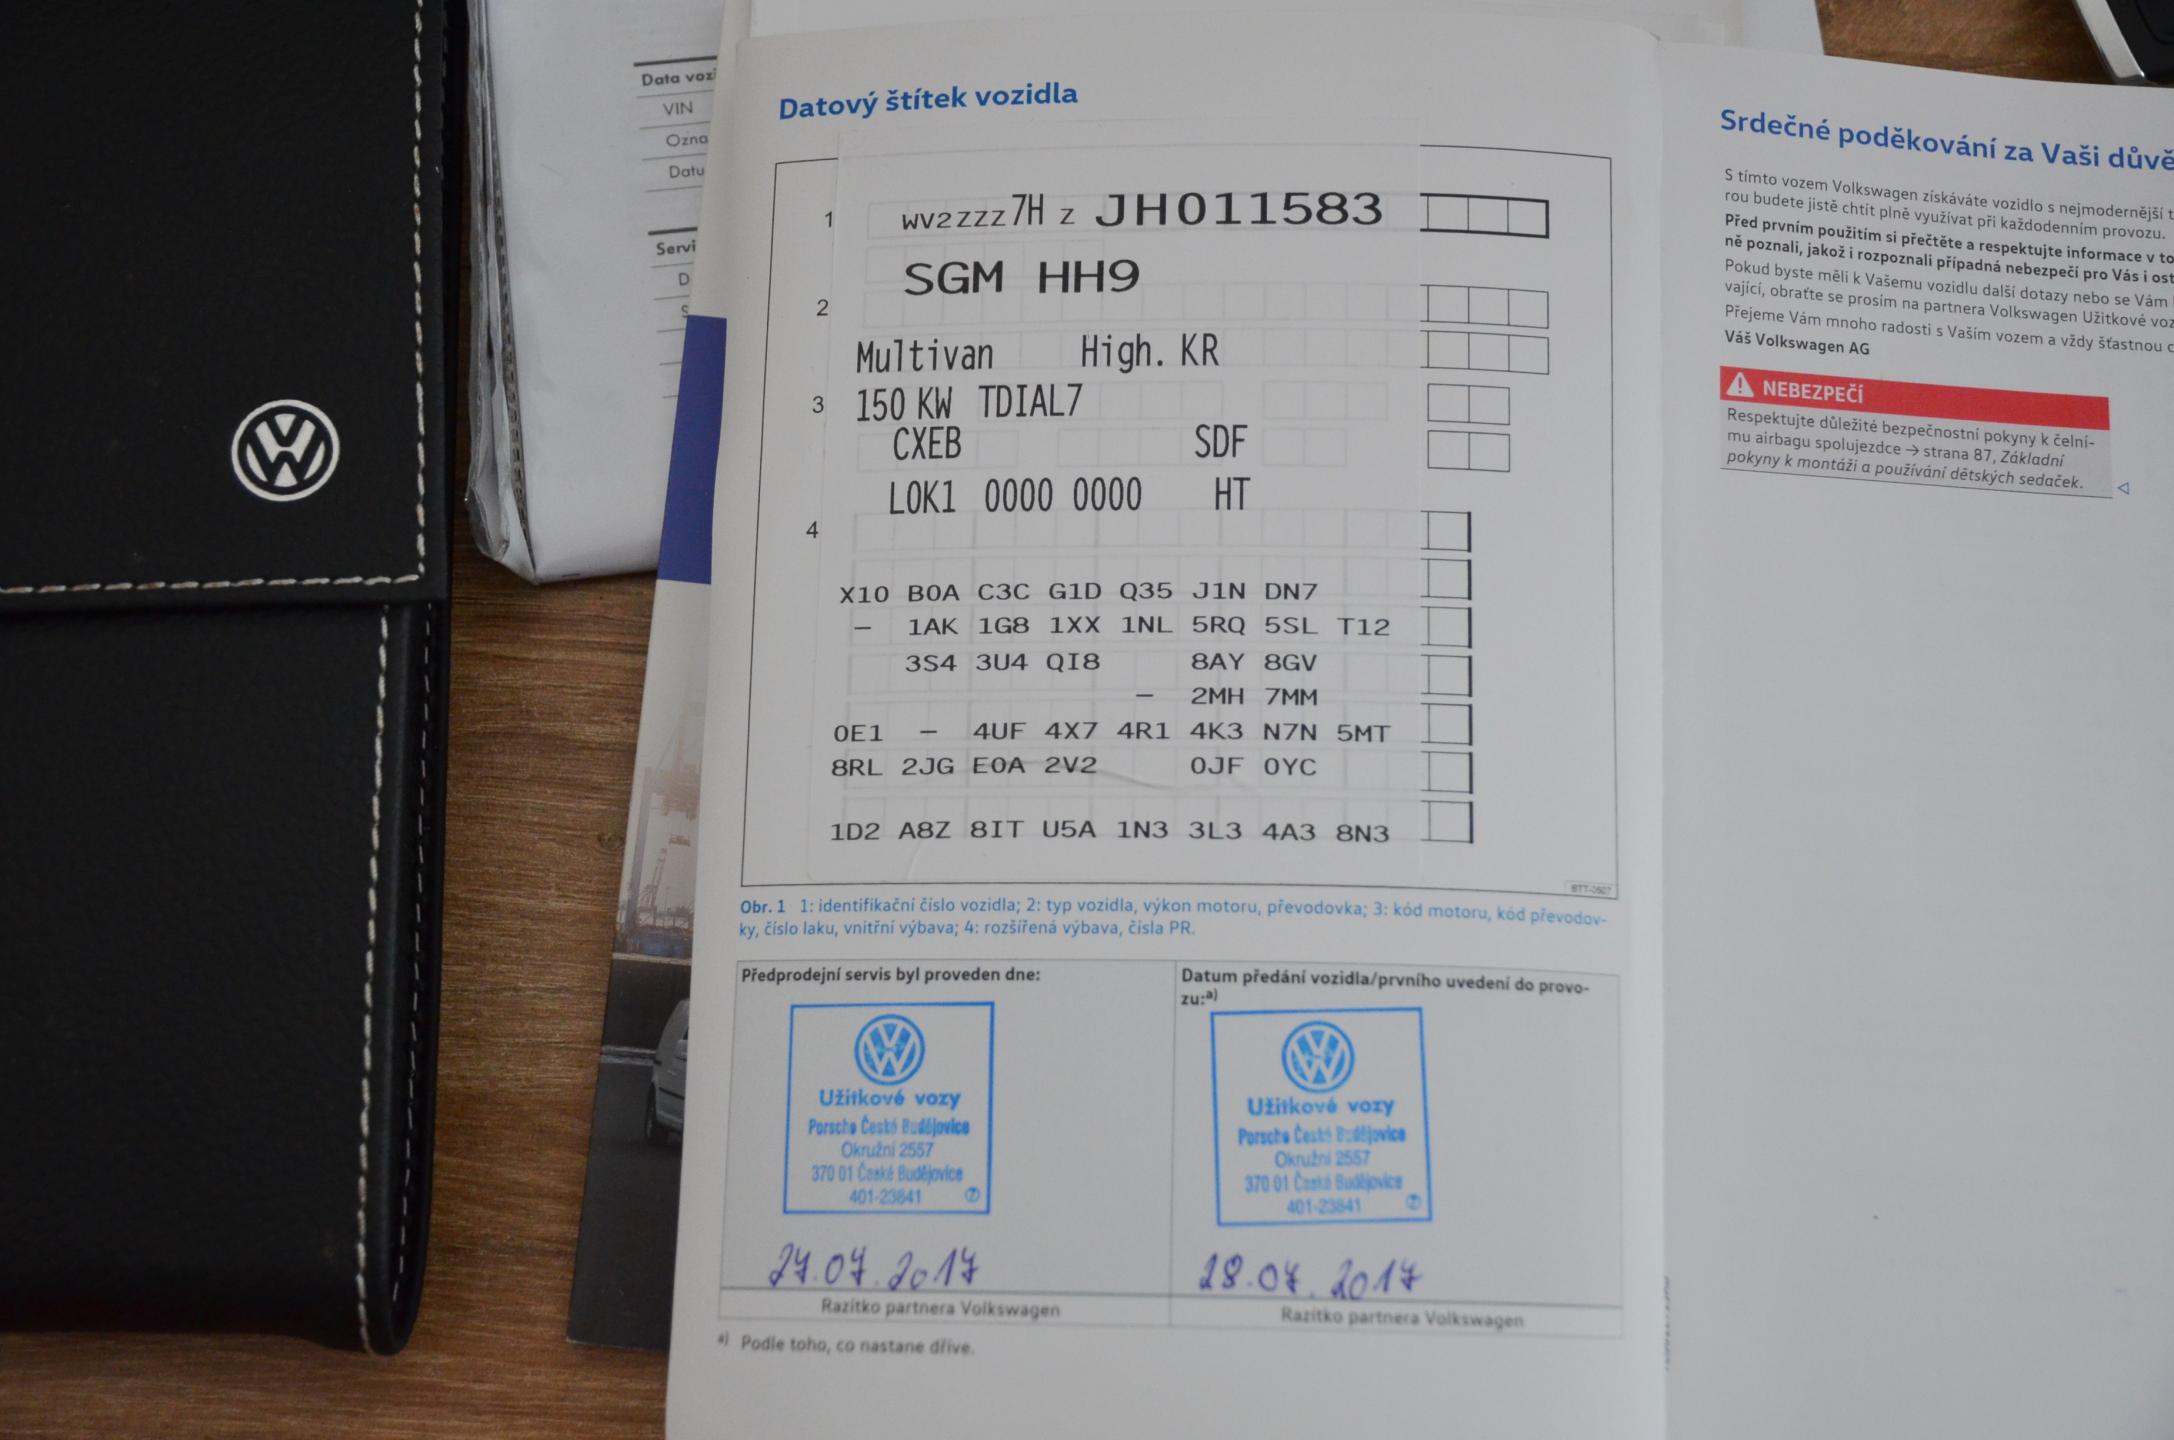 Data vozi
VIN
Ozna
Datu
Servi
D
S
Datový štítek vozidla
1 WV2ZZZ7H Z JH011583
SGM HH9
2
Multivan High. KR
3 150 KW TDIAL7
CXEB SDF
L0K1 0000 0000 HT
4
X10 B0A C3C G1D Q35 J1N DN7
– 1AK 1G8 1XX 1NL 5RQ 5SL T12
3S4 3U4 QI8 8AY 8GV
– 2MH 7MM
0E1 – 4UF 4X7 4R1 4K3 N7N 5MT
8RL 2JG E0A 2V2 0JF 0YC
1D2 A8Z 8IT U5A 1N3 3L3 4A3 8N3
BTT-0507
Obr. 1 1: identifikační číslo vozidla; 2: typ vozidla, výkon motoru, převodovka; 3: kód motoru, kód převodov-
ky, číslo laku, vnitřní výbava; 4: rozšířená výbava, čísla PR.
Předprodejní servis byl proveden dne:
Užitkové vozy
Porsche České Budějovice
Okružní 2557
370 01 České Budějovice
401-23841 7
27.07.2017
Razítko partnera Volkswagen
Datum předání vozidla/prvního uvedení do provo-
zu:a)
Užitkové vozy
Porsche České Budějovice
Okružní 2557
370 01 České Budějovice
401-23841 7
28.07.2017
Razítko partnera Volkswagen
a) Podle toho, co nastane dříve.
Srdečné poděkování za Vaši důvě
S tímto vozem Volkswagen získáváte vozidlo s nejmodernější t
rou budete jistě chtít plně využívat při každodenním provozu.
Před prvním použitím si přečtěte a respektujte informace v to
ně poznali, jakož i rozpoznali případná nebezpečí pro Vás i ost
Pokud byste měli k Vašemu vozidlu další dotazy nebo se Vám
vající, obraťte se prosím na partnera Volkswagen Užitkové voz
Přejeme Vám mnoho radosti s Vaším vozem a vždy šťastnou c
Váš Volkswagen AG
NEBEZPEČÍ
Respektujte důležité bezpečnostní pokyny k čelní-
mu airbagu spolujezdce → strana 87, Základní
pokyny k montáži a používání dětských sedaček.